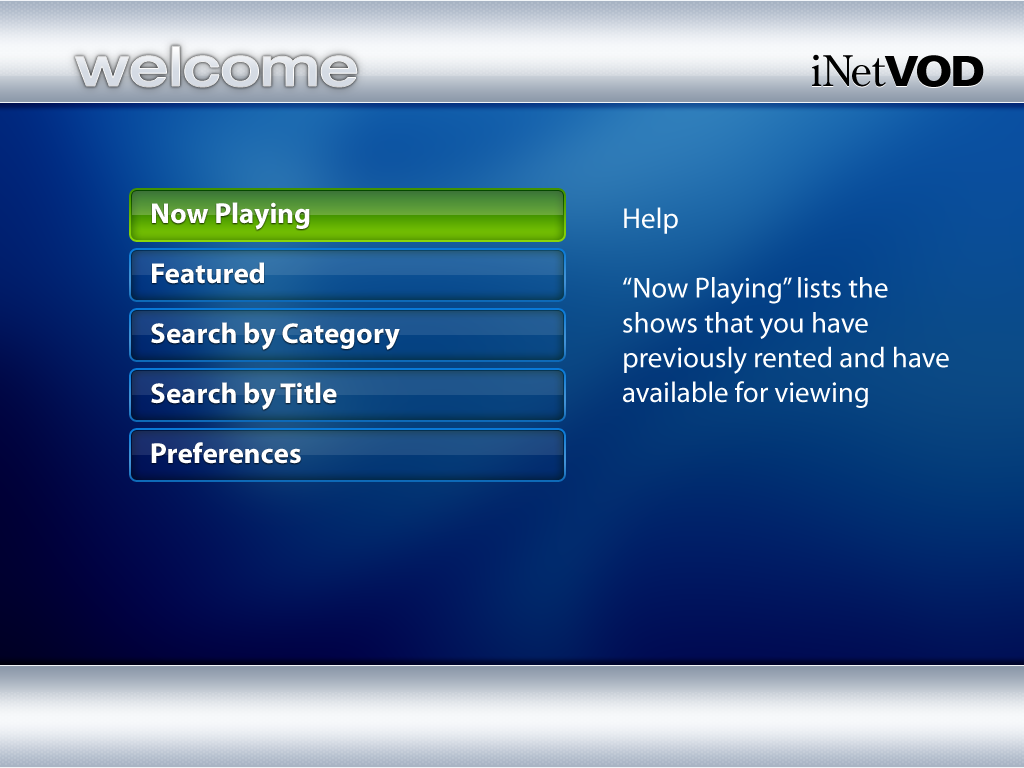 welcome
iNetVOD
Now Playing
Featured
Search by Category
Search by Title
Preferences
Help
“Now Playing” lists the
shows that you have
previously rented and have
available for viewing